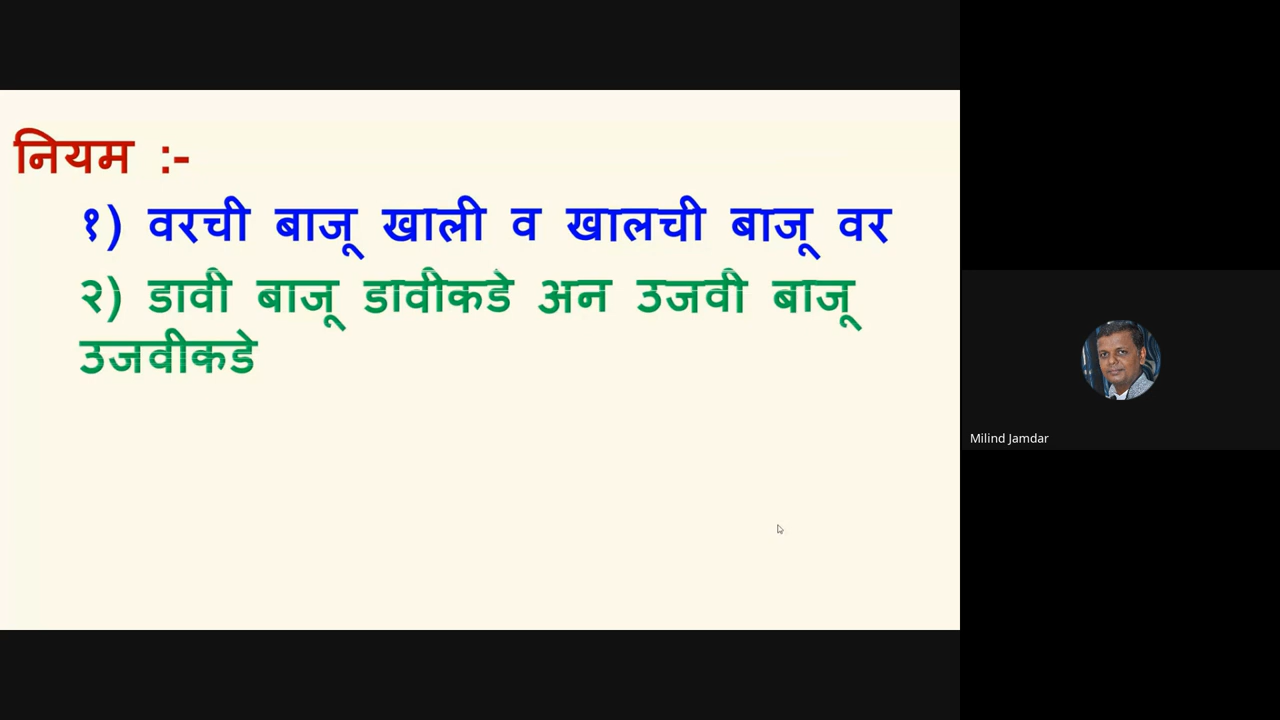 नियम :-
१) वरची बाजू खाली व खालची बाजू वर
२) डावी बाजू डावीकडे अन उजवी बाजू
उजवीकडे
Milind Jamdar